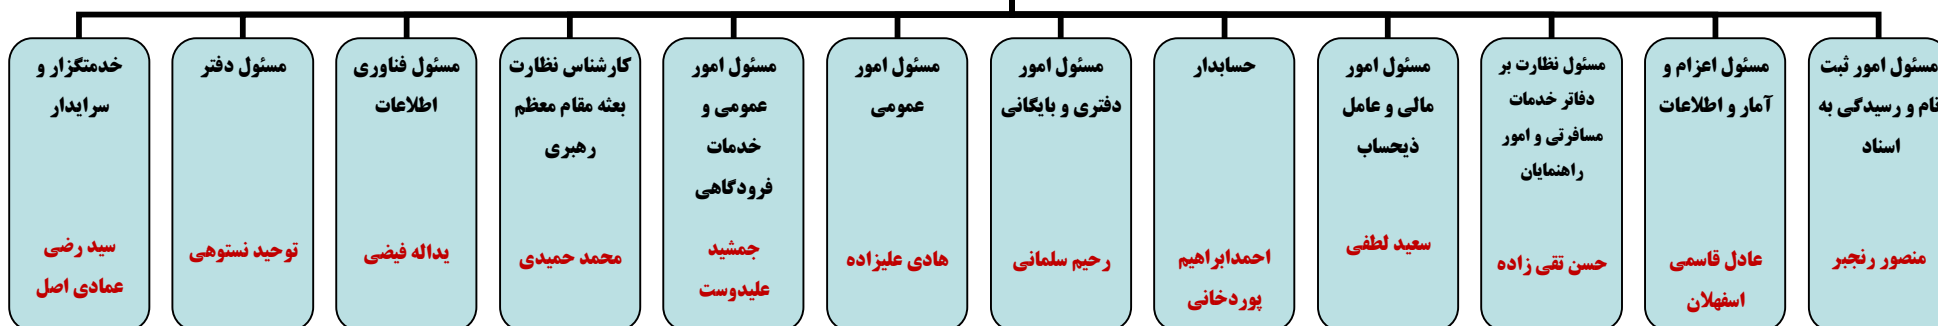 مسئول امور ثبت
نام و رسیدگی به
اسناد
منصور رنجبر
مسئول اعزام و
آمار و اطلاعات
عادل قاسمی
اسفهلان
مسئول نظارت بر
دفاتر خدمات
مسافرتی و امور
راهنمایان
حسن تقی زاده
مسئول امور
مالی و عامل
ذیحساب
سعید لطفی
حسابدار
احمدابراهیم
پوردخانی
مسئول امور
دفتری و بایگانی
رحیم سلمانی
مسئول امور
عمومی
هادی علیزاده
مسئول امور
عمومی و
خدمات
فرودگاهی
جمشید
علیدوست
کارشناس نظارت
بعثه مقام معظم
رهبری
محمد حمیدی
مسئول فناوری
اطلاعات
یداله فیضی
مسئول دفتر
توحید نستوهی
خدمتگزار و
سرایدار
سید رضی
عمادی اصل